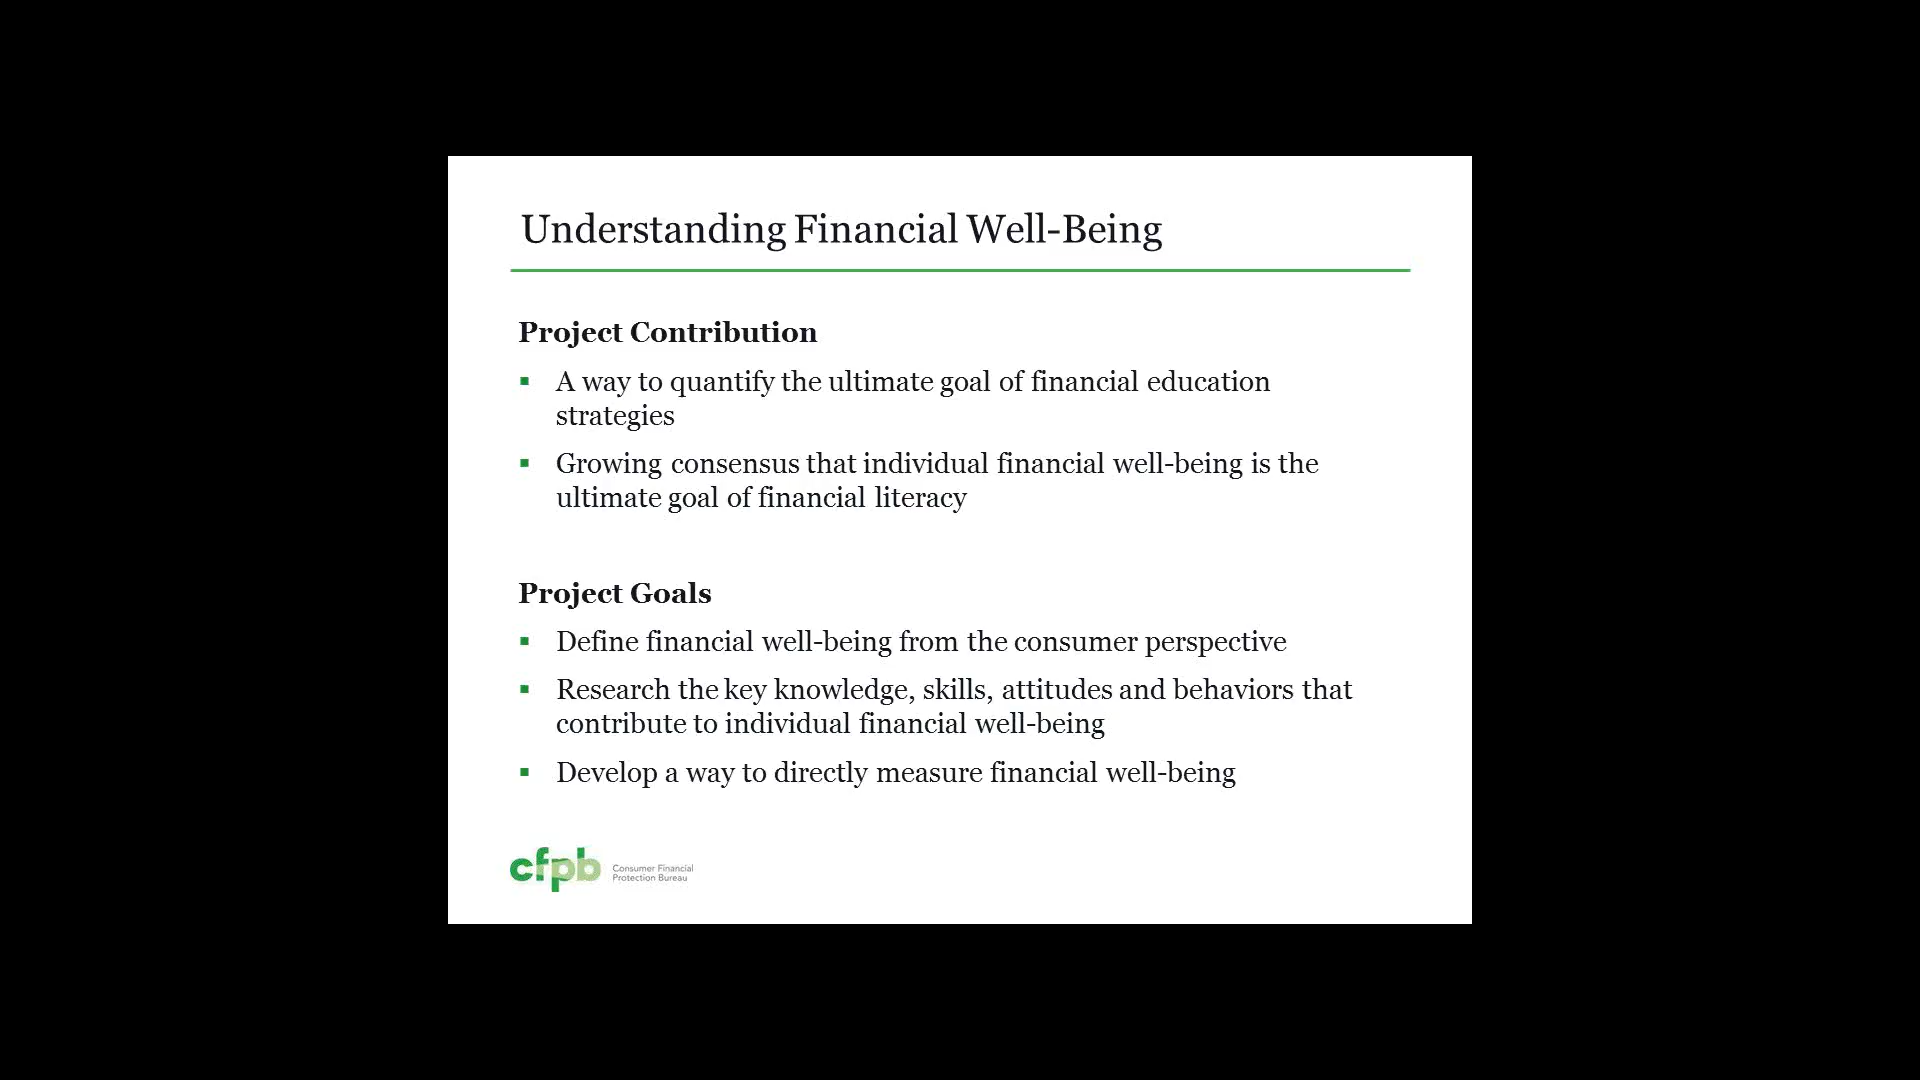 Understanding Financial Well-Being
Project Contribution
▪ A way to quantify the ultimate goal of financial education
strategies
▪ Growing consensus that individual financial well-being is the
ultimate goal of financial literacy
Project Goals
▪ Define financial well-being from the consumer perspective
▪ Research the key knowledge, skills, attitudes and behaviors that
contribute to individual financial well-being
▪ Develop a way to directly measure financial well-being
cfpb
Consumer Financial
Protection Bureau